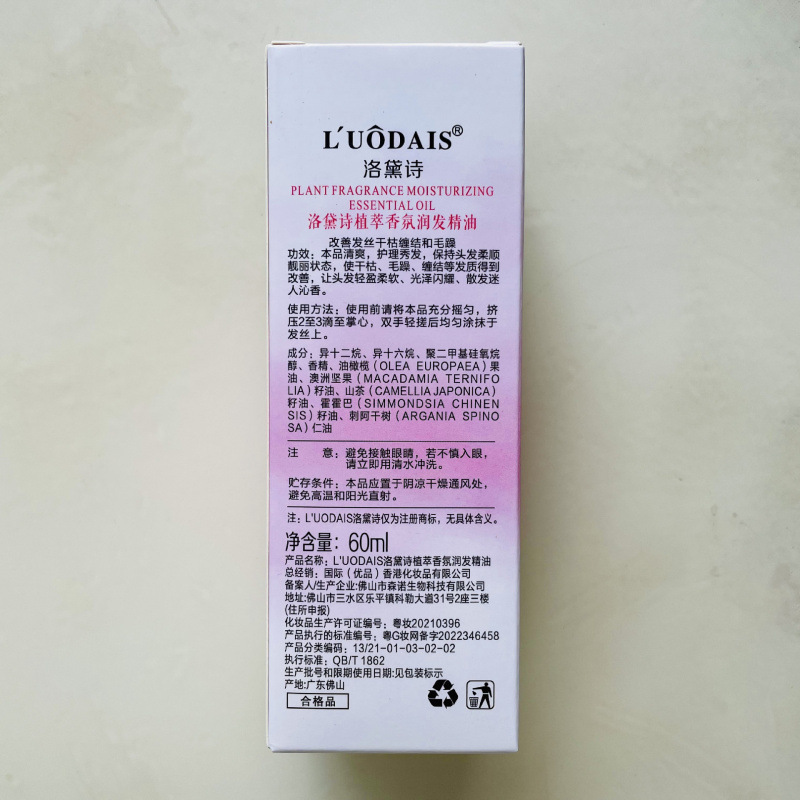 L'UÔDAIS®
洛黛诗
PLANT FRAGRANCE MOISTURIZING
ESSENTIAL OIL
洛黛诗植萃香氛润发精油
改善发丝干枯缠结和毛躁
功效：本品清爽，护理秀发，保持头发柔顺
靓丽状态，使干枯、毛躁、缠结等发质得到
改善，让头发轻盈柔软、光泽闪耀、散发迷
人沁香。
使用方法：使用前请将本品充分摇匀，挤
压2至3滴至掌心，双手轻搓后均匀涂抹于
发丝上。
成分：异十二烷、异十六烷、聚二甲基硅氧烷
醇、香精、油橄榄（OLEA EUROPAEA）果
油、澳洲坚果（MACADAMIA TERNIFO
LIA）籽油、山茶（CAMELLIA JAPONICA）
籽油、霍霍巴（SIMMONDSIA CHINEN
SIS）籽油、刺阿干树（ARGANIA SPINO
SA）仁油
注 意：避免接触眼睛，若不慎入眼，
请立即用清水冲洗。
贮存条件：本品应置于阴凉干燥通风处，
避免高温和阳光直射。
注：L'UODAIS洛黛诗仅为注册商标，无具体含义。
净含量：60ml
产品名称：L'UODAIS洛黛诗植萃香氛润发精油
总经销：国际（优品）香港化妆品有限公司
备案人/生产企业:佛山市森诺生物科技有限公司
地址:佛山市三水区乐平镇科勒大道31号2座三楼
(住所申报)
化妆品生产许可证编号：粤妆20210396
产品执行的标准编号：粤G妆网备字2022346458
产品分类编码：13/21-01-03-02-02
执行标准：QB/T 1862
生产批号和限期使用日期:见包装标示
产地:广东佛山
合格品